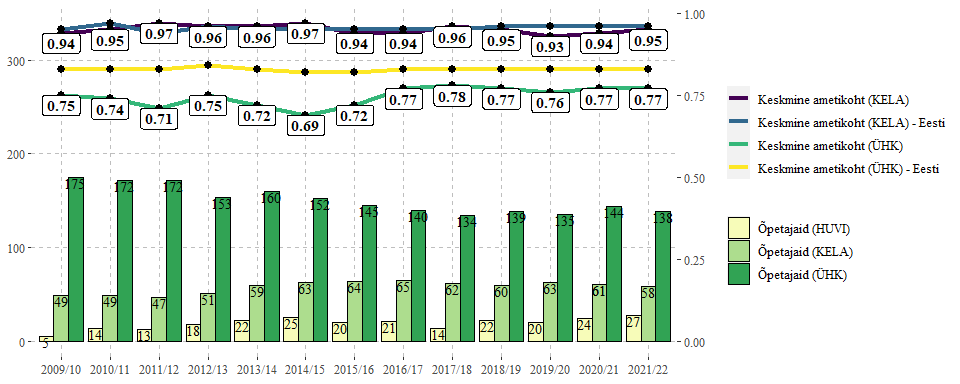 1.00
0.94 0.95 0.97 0.96 0.96 0.97 0.94 0.94 0.96 0.95 0.93 0.94 0.95
300
0.75
0.75 0.74 0.71 0.75 0.72 0.69 0.72 0.77 0.78 0.77 0.76 0.77 0.77
200
0.50
175 172 172 153 160 152 145 140 134 139 135 144 138
100
0.25
49 49 47 51 59 63 64 65 62 60 63 61 58
5 14 13 18 22 25 20 21 14 22 20 24 27
0
0.00
2009/10 2010/11 2011/12 2012/13 2013/14 2014/15 2015/16 2016/17 2017/18 2018/19 2019/20 2020/21 2021/22
Keskmine ametikoht (KELA)
Keskmine ametikoht (KELA) - Eesti
Keskmine ametikoht (ÜHK)
Keskmine ametikoht (ÜHK) - Eesti
Õpetajaid (HUVI)
Õpetajaid (KELA)
Õpetajaid (ÜHK)